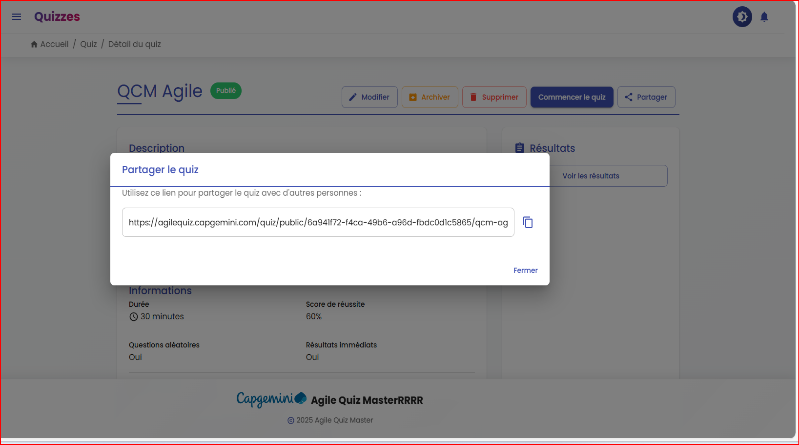 Quizzes
Accueil / Quiz / Détail du quiz
QCM Agile Publié
Modifier Archiver Supprimer Commencer le quiz Partager
Description
Résultats
Voir les résultats
Partager le quiz
Utilisez ce lien pour partager le quiz avec d'autres personnes :
https://agilequiz.capgemini.com/quiz/public/6a941f72-f4ca-49b6-a96d-fbdc0d1c5865/qcm-ag
Fermer
Informations
Durée Score de réussite
30 minutes 60%
Questions aléatoires Résultats immédiats
Oui Oui
Capgemini Agile Quiz MasterRRRR
© 2025 Agile Quiz Master